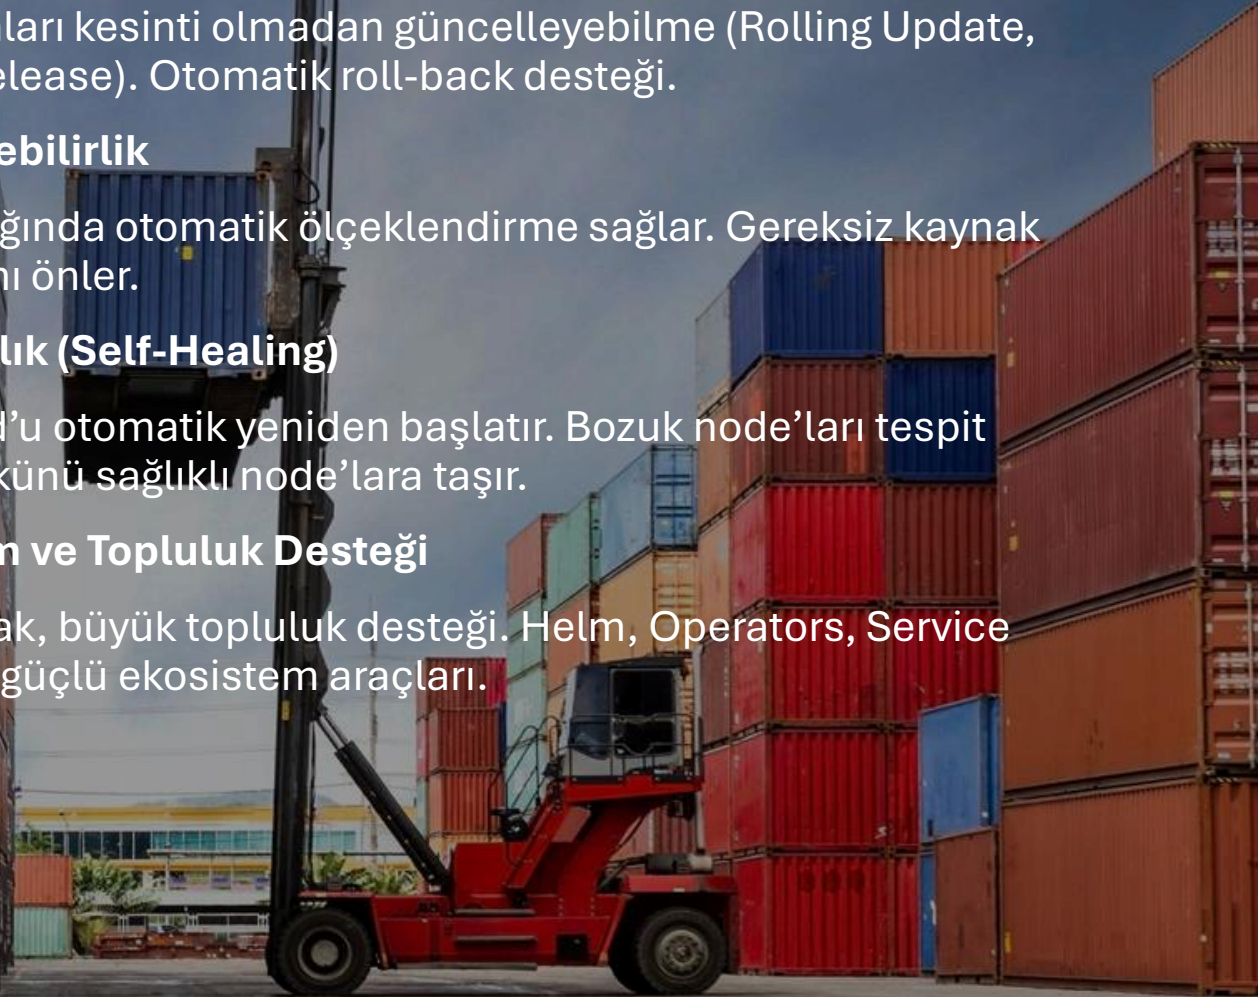 ları kesinti olmadan güncelleyebilme (Rolling Update,
elease). Otomatik roll-back desteği.
ebilirlik
ğında otomatik ölçeklendirme sağlar. Gereksiz kaynak
nı önler.
lık (Self-Healing)
d’u otomatik yeniden başlatır. Bozuk node’ları tespit
künü sağlıklı node’lara taşır.
m ve Topluluk Desteği
ak, büyük topluluk desteği. Helm, Operators, Service
güçlü ekosistem araçları.